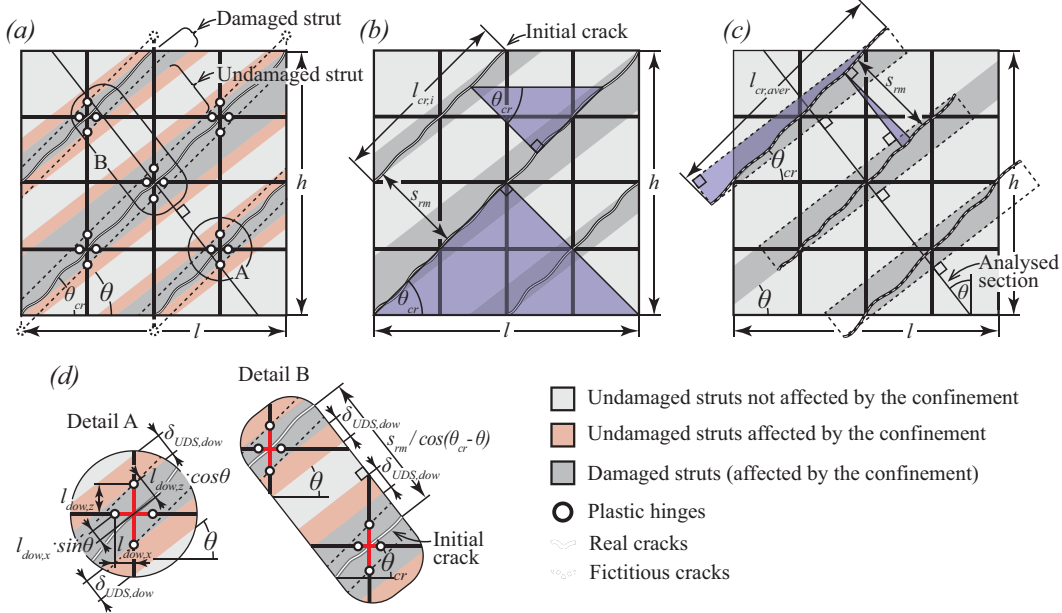 (a)
Damaged strut
Undamaged strut
B
A
θcr
θ
l
h
(b)
Initial crack
lcr,i
θcr
srm
θcr
l
h
(c)
lcr,aver
srm
θcr
h
Analysed
section
θ
θ
l
(d)
Detail A
δUDS,dow
ldow,z·cosθ
ldow,z
ldow,x·sinθ
ldow,x
θ
δUDS,dow
Detail B
δUDS,dow
srm/cos(θcr-θ)
δUDS,dow
θ
Initial
crack
θcr
Undamaged struts not affected by the confinement
Undamaged struts affected by the confinement
Damaged struts (affected by the confinement)
Plastic hinges
Real cracks
Fictitious cracks